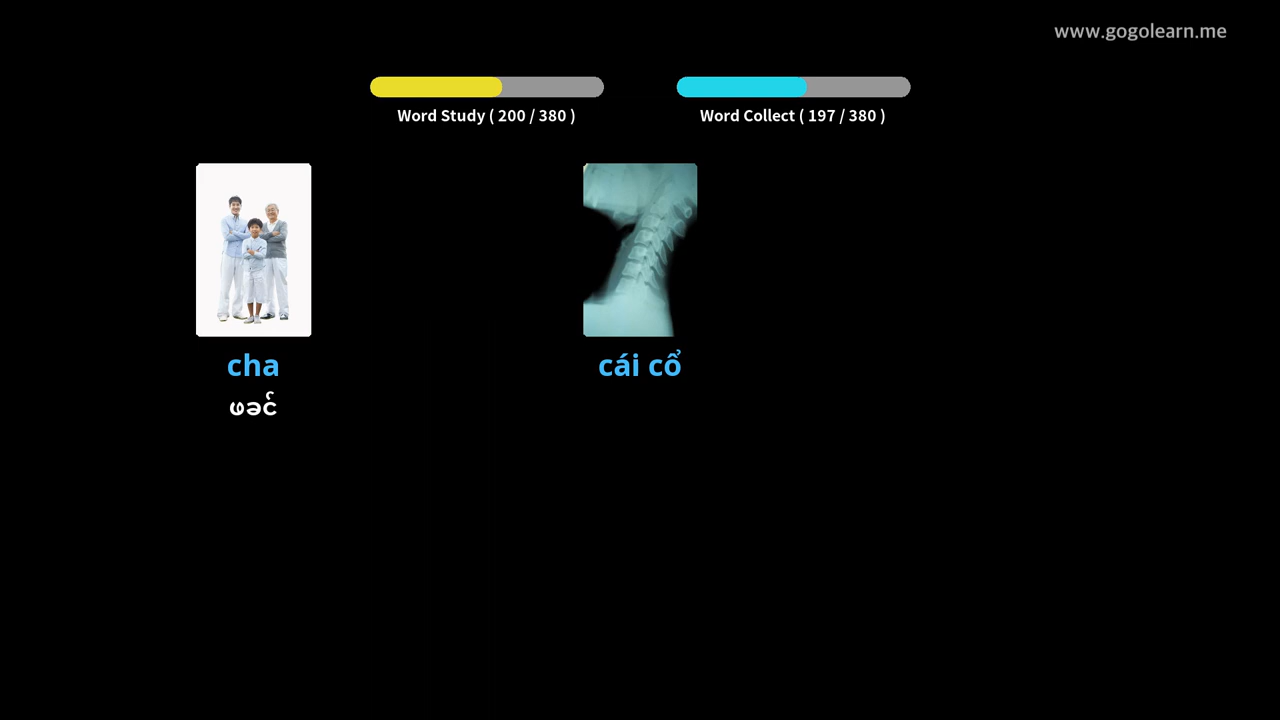 www.gogolearn.me
Word Study ( 200 / 380 )
Word Collect ( 197 / 380 )
cha
ဖခင်
cái cổ